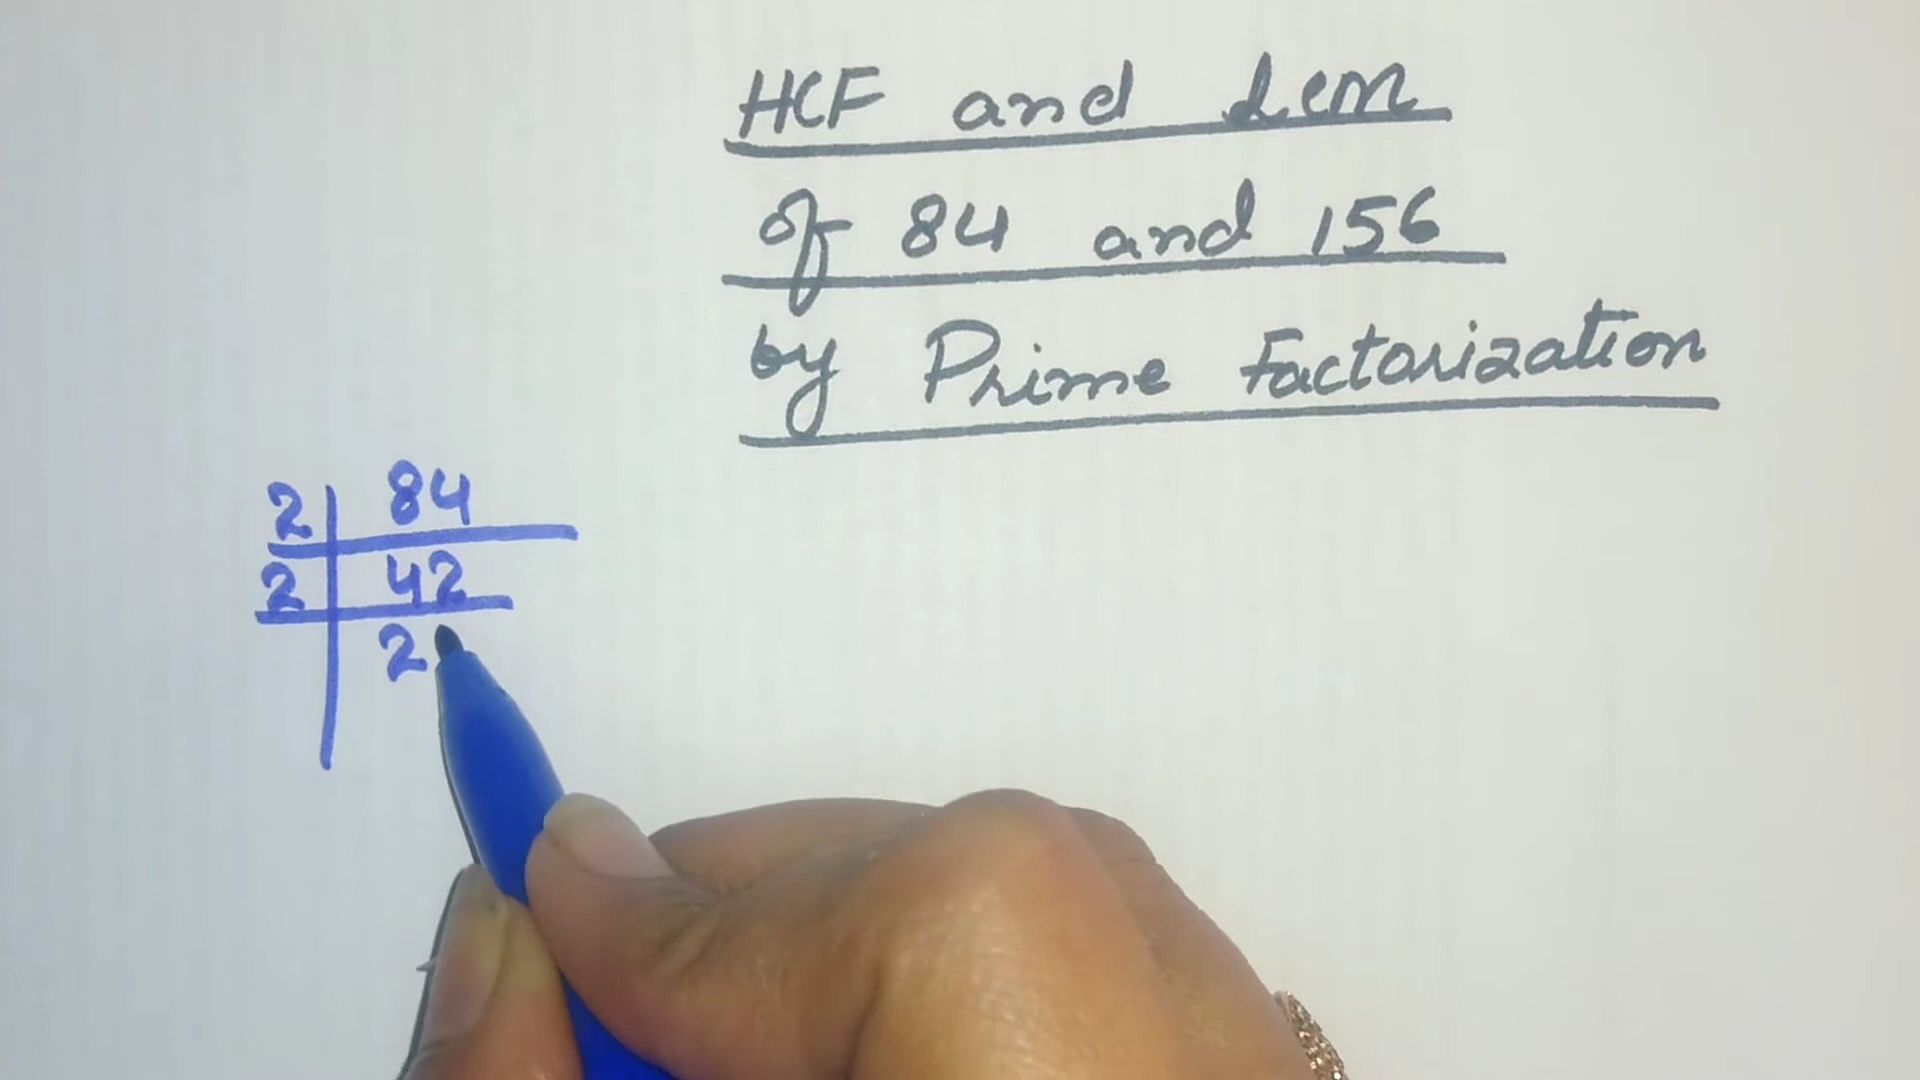 HCF and LCM
of 84 and 156
by Prime Factorization
2 84
2 42
2